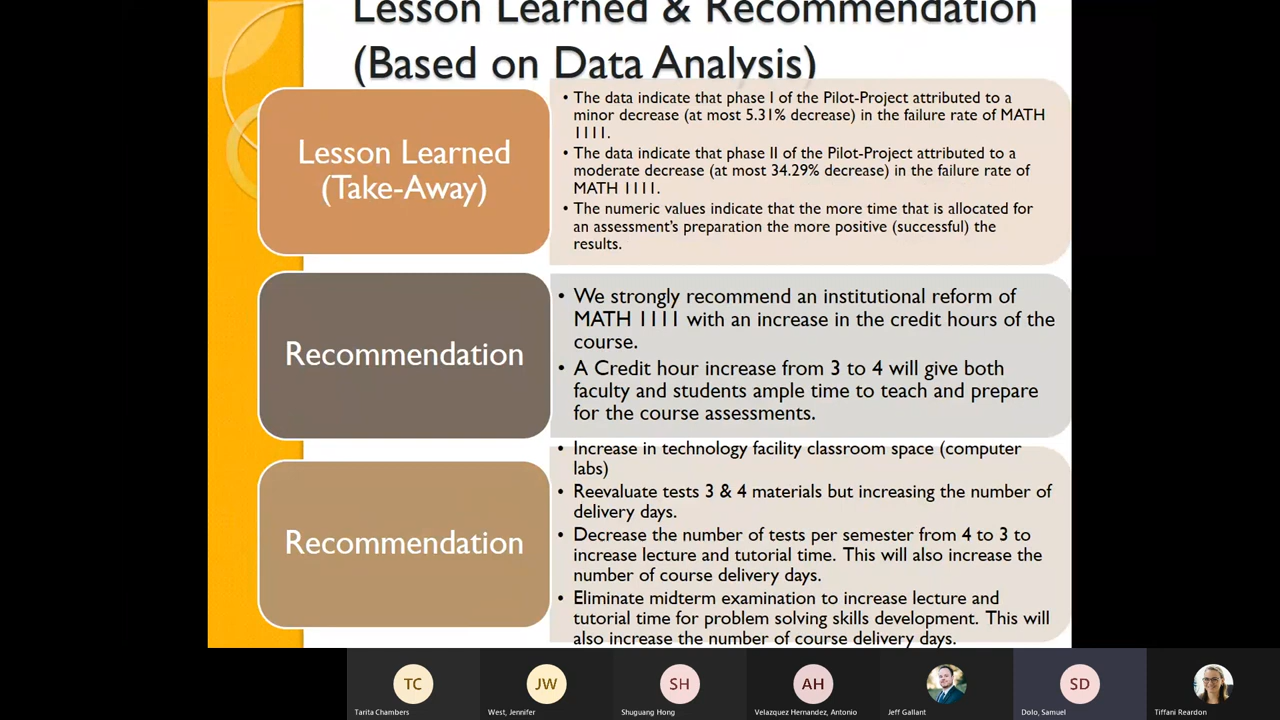 Lesson Learned & Recommendation
(Based on Data Analysis)
Lesson Learned
(Take-Away)
• The data indicate that phase I of the Pilot-Project attributed to a
minor decrease (at most 5.31% decrease) in the failure rate of MATH
1111.
• The data indicate that phase II of the Pilot-Project attributed to a
moderate decrease (at most 34.29% decrease) in the failure rate of
MATH 1111.
• The numeric values indicate that the more time that is allocated for
an assessment's preparation the more positive (successful) the
results.
Recommendation
• We strongly recommend an institutional reform of
MATH 1111 with an increase in the credit hours of the
course.
• A Credit hour increase from 3 to 4 will give both
faculty and students ample time to teach and prepare
for the course assessments.
Recommendation
• Increase in technology facility classroom space (computer
labs)
• Reevaluate tests 3 & 4 materials but increasing the number of
delivery days.
• Decrease the number of tests per semester from 4 to 3 to
increase lecture and tutorial time. This will also increase the
number of course delivery days.
• Eliminate midterm examination to increase lecture and
tutorial time for problem solving skills development. This will
also increase the number of course delivery days.
TC
JW
SH
AH
SD
Tarita Chambers
West, Jennifer
Shuguang Hong
Velazquez Hernandez, Antonio
Jeff Gallant
Dolo, Samuel
Tiffani Reardon